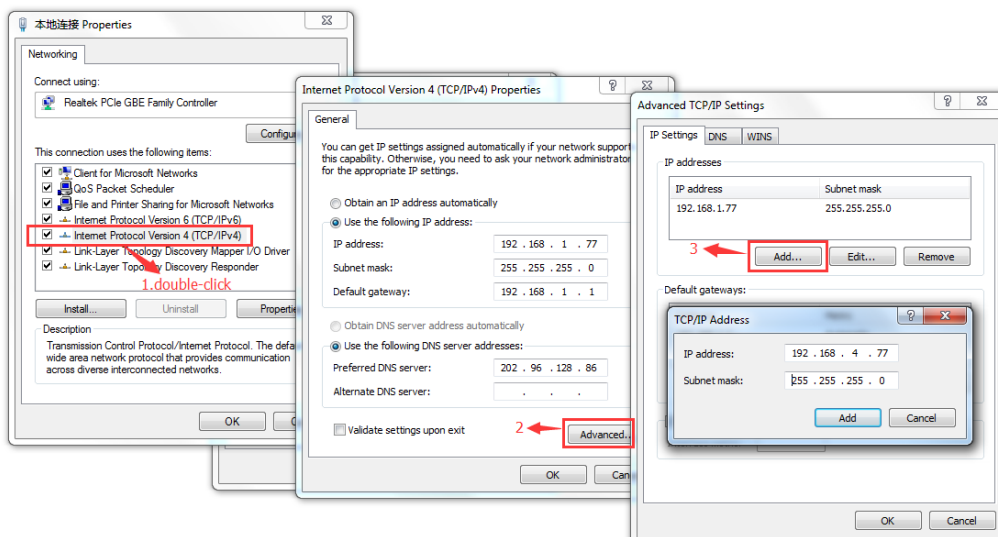 本地连接 Properties
Networking
Connect using:
Realtek PCIe GBE Family Controller
This connection uses the following items:
Client for Microsoft Networks
QoS Packet Scheduler
File and Printer Sharing for Microsoft Networks
Internet Protocol Version 6 (TCP/IPv6)
Internet Protocol Version 4 (TCP/IPv4)
Link-Layer Topology Discovery Mapper I/O Driver
Link-Layer Topology Discovery Responder
1.double-click
Install...
Uninstall
Description
Transmission Control Protocol/Internet Protocol. The
wide area network protocol that provides communication
across diverse interconnected networks.
OK
Internet Protocol Version 4 (TCP/IPv4) Properties
General
You can get IP settings assigned automatically if your network support
this capability. Otherwise, you need to ask your network administrator
for the appropriate IP settings.
Obtain an IP address automatically
Use the following IP address:
IP address: 192 . 168 . 1 . 77
Subnet mask: 255 . 255 . 255 . 0
Default gateway: 192 . 168 . 1 . 1
Obtain DNS server address automatically
Use the following DNS server addresses:
Preferred DNS server: 202 . 96 . 128 . 86
Alternate DNS server: . . .
Validate settings upon exit
2
Advanced..
OK
Advanced TCP/IP Settings
IP Settings DNS WINS
IP addresses
IP address Subnet mask
192.168.1.77 255.255.255.0
3
Add... Edit... Remove
Default gateways:
TCP/IP Address
IP address: 192 . 168 . 4 . 77
Subnet mask: 255 . 255 . 255 . 0
Add Cancel
OK Cancel